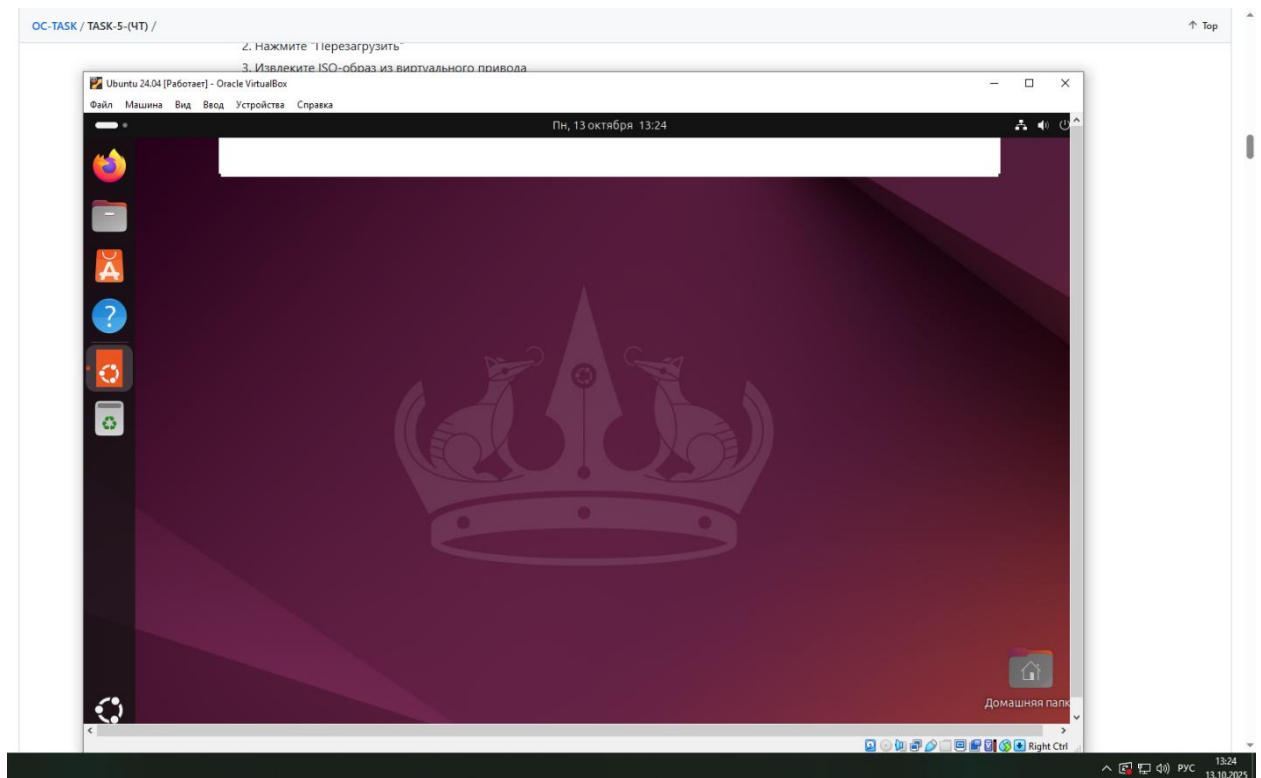 OC-TASK / TASK-5-(ЧТ) /
↑ Top
2. Нажмите "Перезагрузить"
3. Извлеките ISO-образ из виртуального привода
Ubuntu 24.04 [Работает] - Oracle VirtualBox
Файл Машина Вид Ввод Устройства Справка
Пн, 13 октября 13:24
Домашняя папк
Right Ctrl
РУС
13:24
13.10.2025